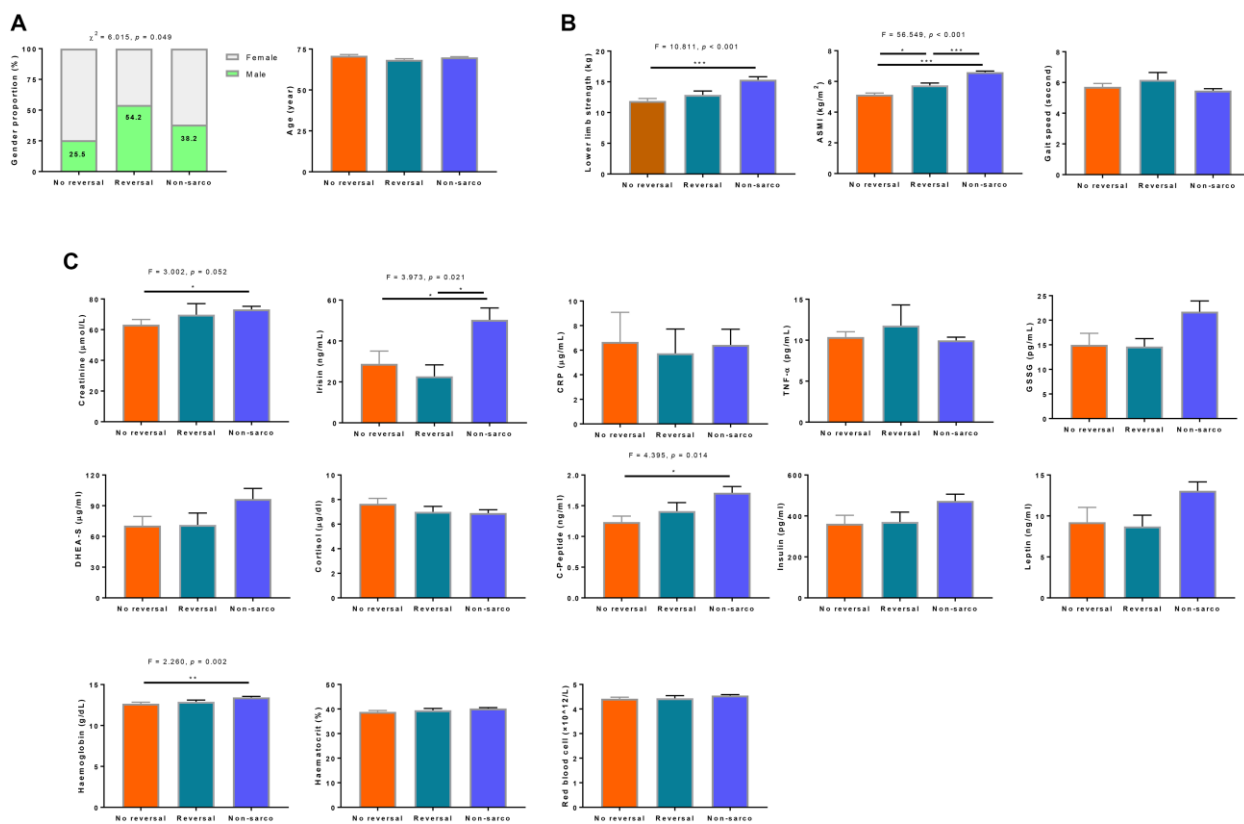 A
χ² = 6.015, p = 0.049
Gender proportion (%)
100
75
50
25
0
25.5
54.2
38.2
No reversal Reversal Non-sarco
Female
Male
Age (year)
80
60
40
20
0
No reversal Reversal Non-sarco
B
F = 10.811, p < 0.001
***
Lower limb strength (kg)
20
15
10
5
0
No reversal Reversal Non-sarco
F = 56.549, p < 0.001
* ***
***
ASMI (kg/m²)
8
6
4
2
0
No reversal Reversal Non-sarco
Gait speed (second)
8
6
4
2
0
No reversal Reversal Non-sarco
C
F = 3.002, p = 0.052
*
Creatinine (μmol/L)
100
80
60
40
20
0
No reversal Reversal Non-sarco
F = 3.973, p = 0.021
*
*
Irisin (ng/mL)
60
40
20
0
No reversal Reversal Non-sarco
CRP (μg/mL)
10
8
6
4
2
0
No reversal Reversal Non-sarco
TNF-α (pg/mL)
15
10
5
0
No reversal Reversal Non-sarco
GSSG (pg/mL)
25
20
15
10
5
0
No reversal Reversal Non-sarco
DHEA-S (μg/ml)
120
90
60
30
0
No reversal Reversal Non-sarco
Cortisol (μg/dl)
10
8
6
4
2
0
No reversal Reversal Non-sarco
F = 4.395, p = 0.014
*
C-Peptide (ng/ml)
2.0
1.5
1.0
0.5
0.0
No reversal Reversal Non-sarco
Insulin (pg/ml)
600
400
200
0
No reversal Reversal Non-sarco
Leptin (ng/ml)
15
10
5
0
No reversal Reversal Non-sarco
F = 2.260, p = 0.002
**
Haemoglobin (g/dL)
15
10
5
0
No reversal Reversal Non-sarco
Haematocrit (%)
50
40
30
20
10
0
No reversal Reversal Non-sarco
Red blood cell (×10^12/L)
5
4
3
2
1
0
No reversal Reversal Non-sarco